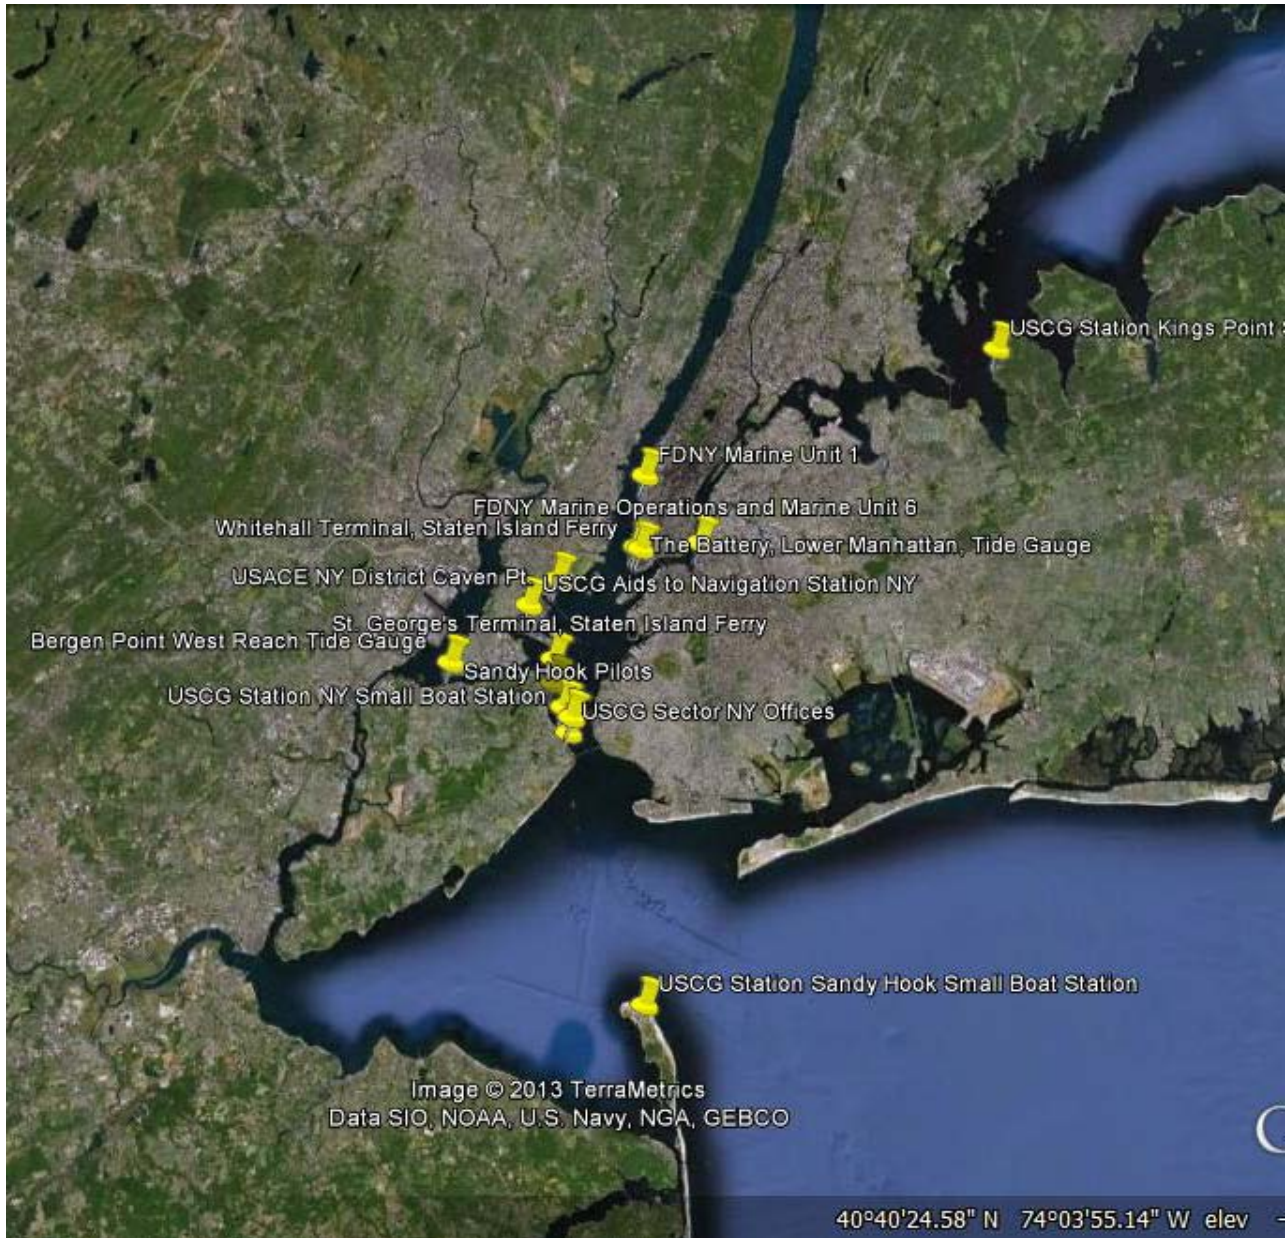 USCG Station Kings Point
FDNY Marine Unit 1
FDNY Marine Operations and Marine Unit 6
Whitehall Terminal, Staten Island Ferry
The Battery, Lower Manhattan, Tide Gauge
USACE NY District Caven Pt.
USCG Aids to Navigation Station NY
St. George's Terminal, Staten Island Ferry
Bergen Point West Reach Tide Gauge
Sandy Hook Pilots
USCG Station NY Small Boat Station
USCG Sector NY Offices
USCG Station Sandy Hook Small Boat Station
Image © 2013 TerraMetrics
Data SIO, NOAA, U.S. Navy, NGA, GEBCO
40°40'24.58" N 74°03'55.14" W elev